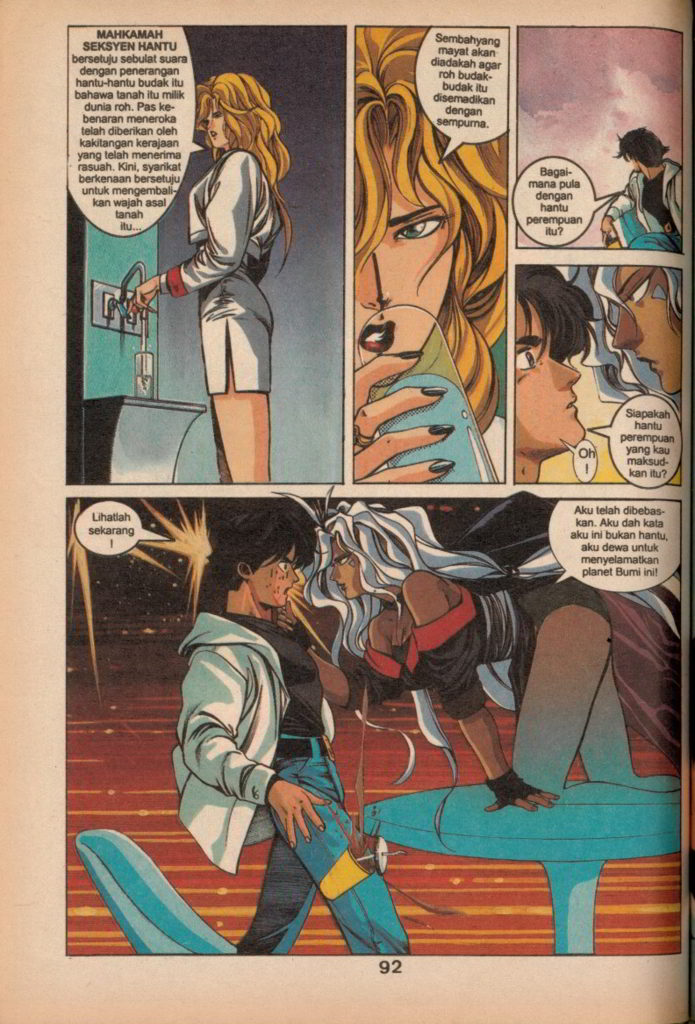 MAHKAMAH
SEKSYEN HANTU
bersetuju sebulat suara
dengan penerangan
hantu-hantu budak itu
bahawa tanah itu milik
dunia roh. Pas ke-
benaran meneroka
telah diberikan oleh
kakitangan kerajaan
yang telah menerima
rasuah. Kini, syarikat
berkenaan bersetuju
untuk mengembali-
kan wajah asal
tanah
itu...
Sembahyang
mayat akan
diadakah agar
roh budak-
budak itu
disemadikan
dengan
sempurna.
Bagai-
mana pula
dengan
hantu
perempuan
itu?
Oh
!
Siapakah
hantu
perempuan
yang kau
maksud-
kan itu?
Lihatlah
sekarang
!
Aku telah dibebas-
kan. Aku dah kata
aku ini bukan hantu,
aku dewa untuk
menyelamatkan
planet Bumi ini!
92